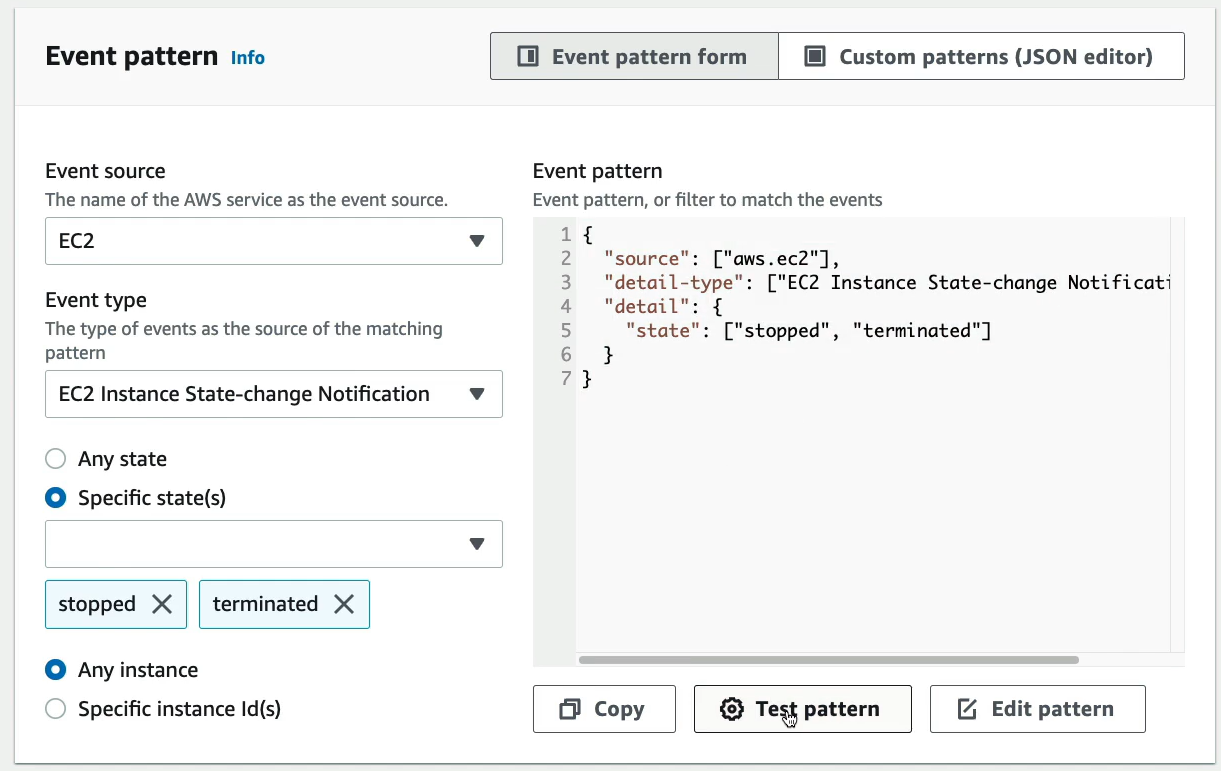 Event pattern Info
Event pattern form
Custom patterns (JSON editor)
Event source
The name of the AWS service as the event source.
EC2
Event type
The type of events as the source of the matching
pattern
EC2 Instance State-change Notification
Any state
Specific state(s)
stopped
terminated
Any instance
Specific instance Id(s)
Event pattern
Event pattern, or filter to match the events
1 {
2   "source": ["aws.ec2"],
3   "detail-type": ["EC2 Instance State-change Notificati
4   "detail": {
5     "state": ["stopped", "terminated"]
6   }
7 }
Copy
Test pattern
Edit pattern